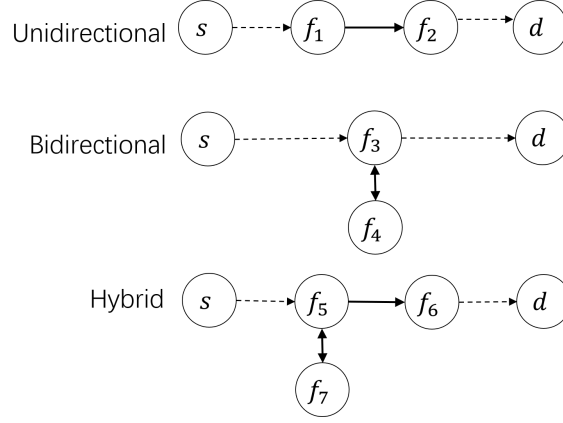 Unidirectional s f₁ f₂ d
Bidirectional s f₃ d
f₄
Hybrid s f₅ f₆ d
f₇